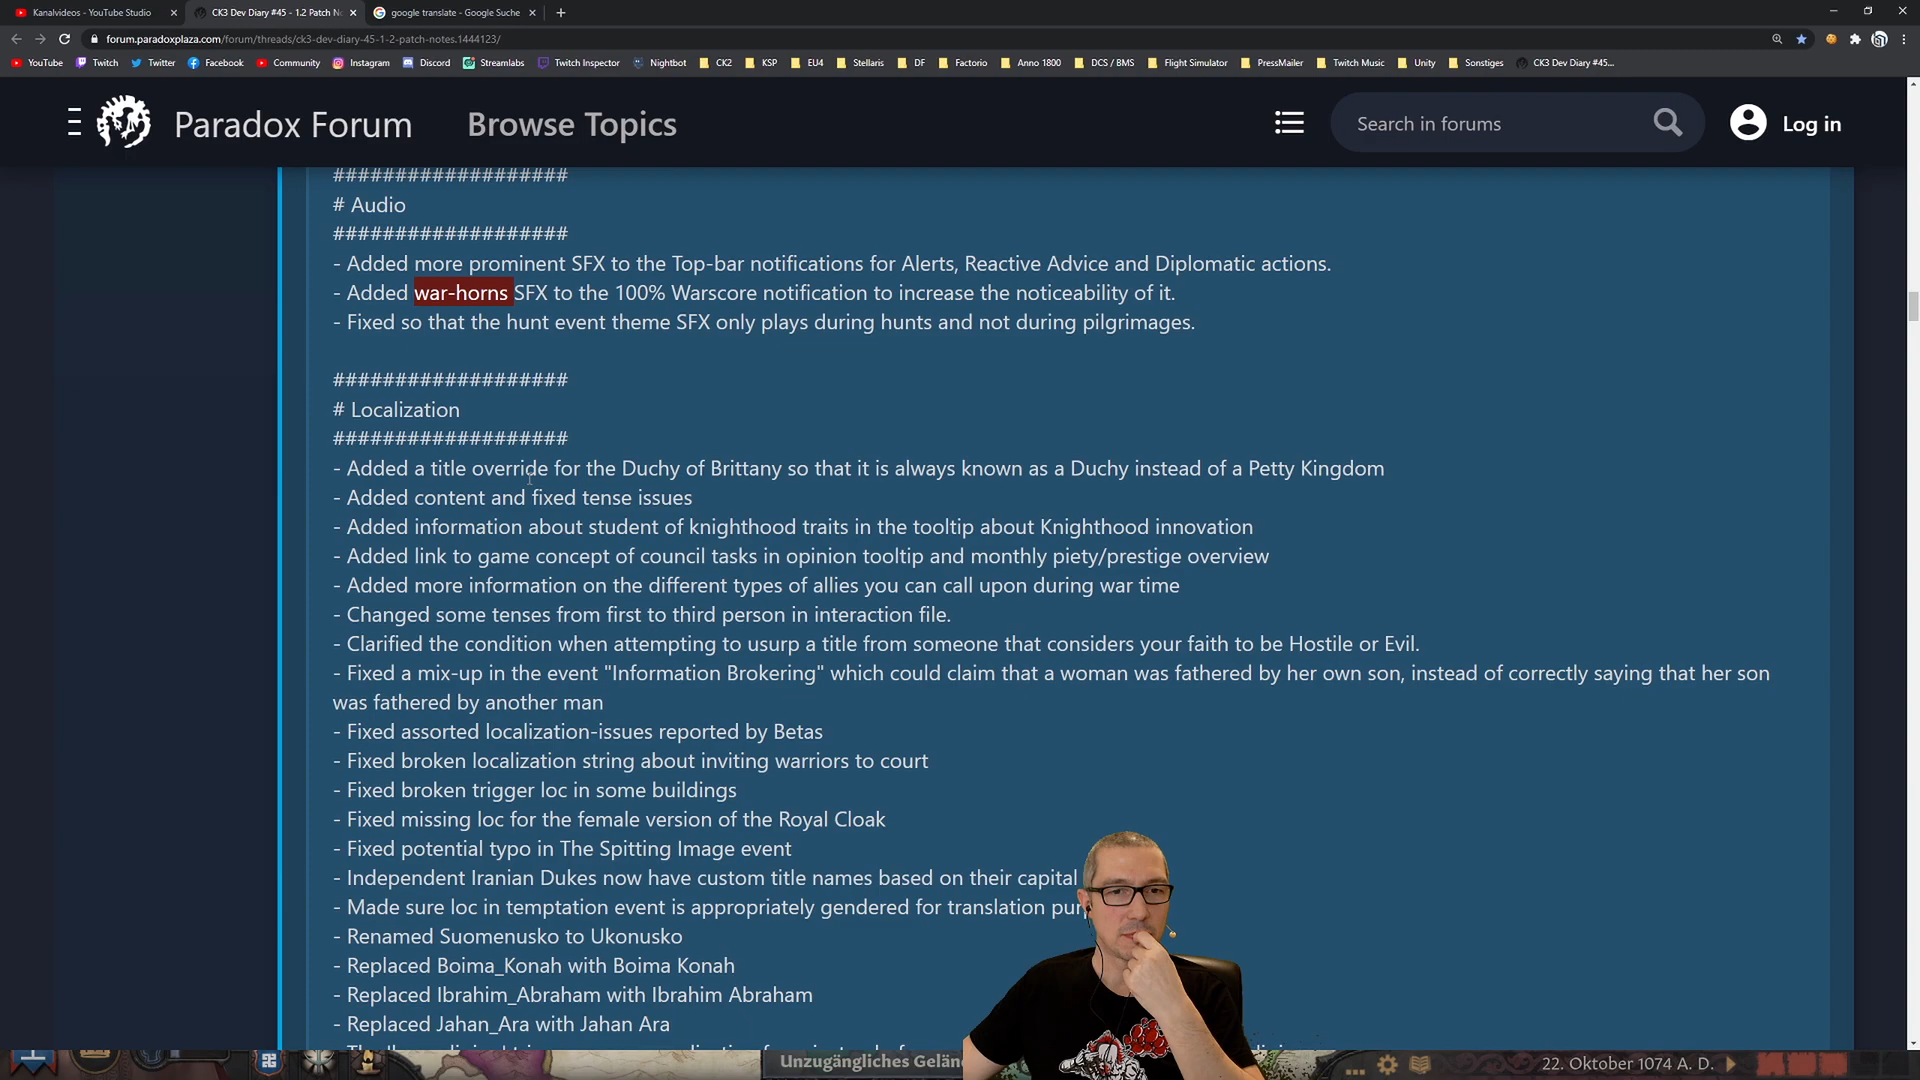 Kanalvideos - YouTube Studio
CK3 Dev Diary #45 - 1.2 Patch N
google translate - Google Suche
forum.paradoxplaza.com/forum/threads/ck3-dev-diary-45-1-2-patch-notes.1444123/
YouTube Twitch Twitter Facebook Community Instagram Discord Streamlabs Twitch Inspector Nightbot CK2 KSP EU4 Stellaris DF Factorio Anno 1800 DCS / BMS Flight Simulator PressMailer Twitch Music Unity Sonstiges CK3 Dev Diary #45...
Paradox Forum Browse Topics Search in forums Log in
###################
# Audio
###################
- Added more prominent SFX to the Top-bar notifications for Alerts, Reactive Advice and Diplomatic actions.
- Added war-horns SFX to the 100% Warscore notification to increase the noticeability of it.
- Fixed so that the hunt event theme SFX only plays during hunts and not during pilgrimages.
###################
# Localization
###################
- Added a title override for the Duchy of Brittany so that it is always known as a Duchy instead of a Petty Kingdom
- Added content and fixed tense issues
- Added information about student of knighthood traits in the tooltip about Knighthood innovation
- Added link to game concept of council tasks in opinion tooltip and monthly piety/prestige overview
- Added more information on the different types of allies you can call upon during war time
- Changed some tenses from first to third person in interaction file.
- Clarified the condition when attempting to usurp a title from someone that considers your faith to be Hostile or Evil.
- Fixed a mix-up in the event "Information Brokering" which could claim that a woman was fathered by her own son, instead of correctly saying that her son
was fathered by another man
- Fixed assorted localization-issues reported by Betas
- Fixed broken localization string about inviting warriors to court
- Fixed broken trigger loc in some buildings
- Fixed missing loc for the female version of the Royal Cloak
- Fixed potential typo in The Spitting Image event
- Independent Iranian Dukes now have custom title names based on their capital
- Made sure loc in temptation event is appropriately gendered for translation
- Renamed Suomenusko to Ukonusko
- Replaced Boima_Konah with Boima Konah
- Replaced Ibrahim_Abraham with Ibrahim Abraham
- Replaced Jahan_Ara with Jahan Ara
Unzugängliches
... 22. Oktober 1074 A. D.